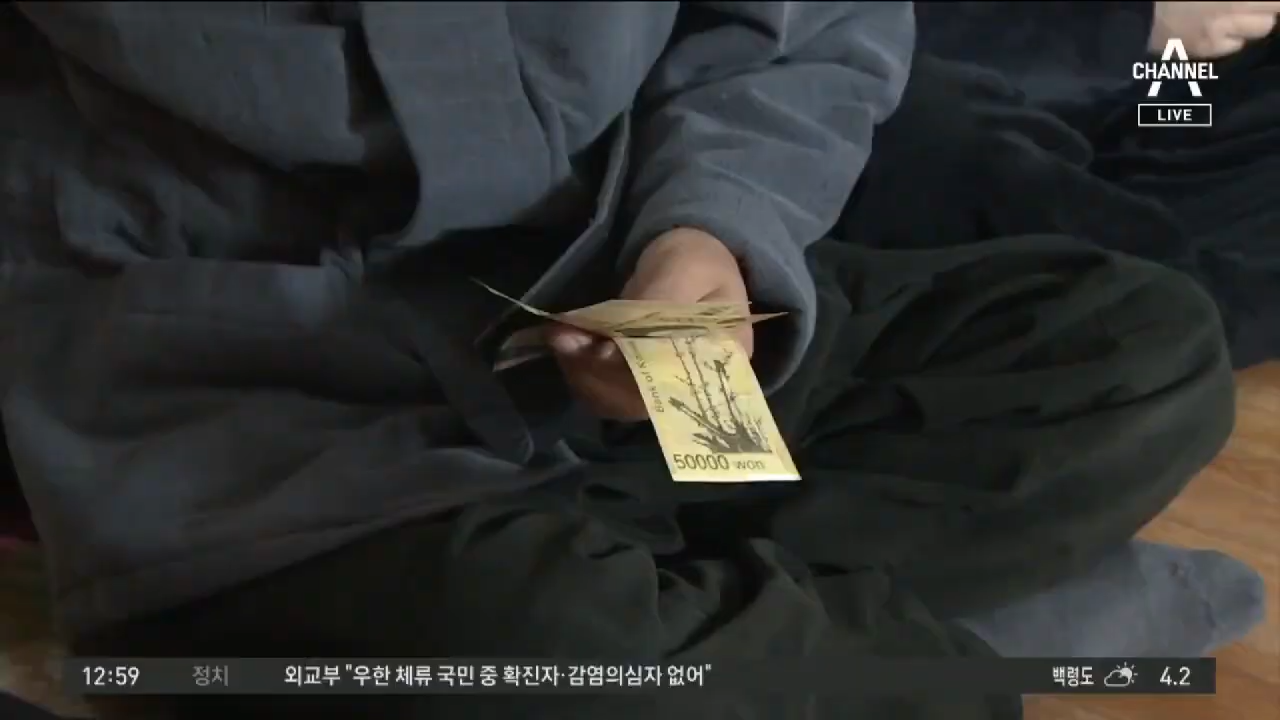 CHANNEL A
LIVE
Bank of K
50000 won
12:59 정치 외교부 "우한 체류 국민 중 확진자·감염의심자 없어" 백령도 4.2